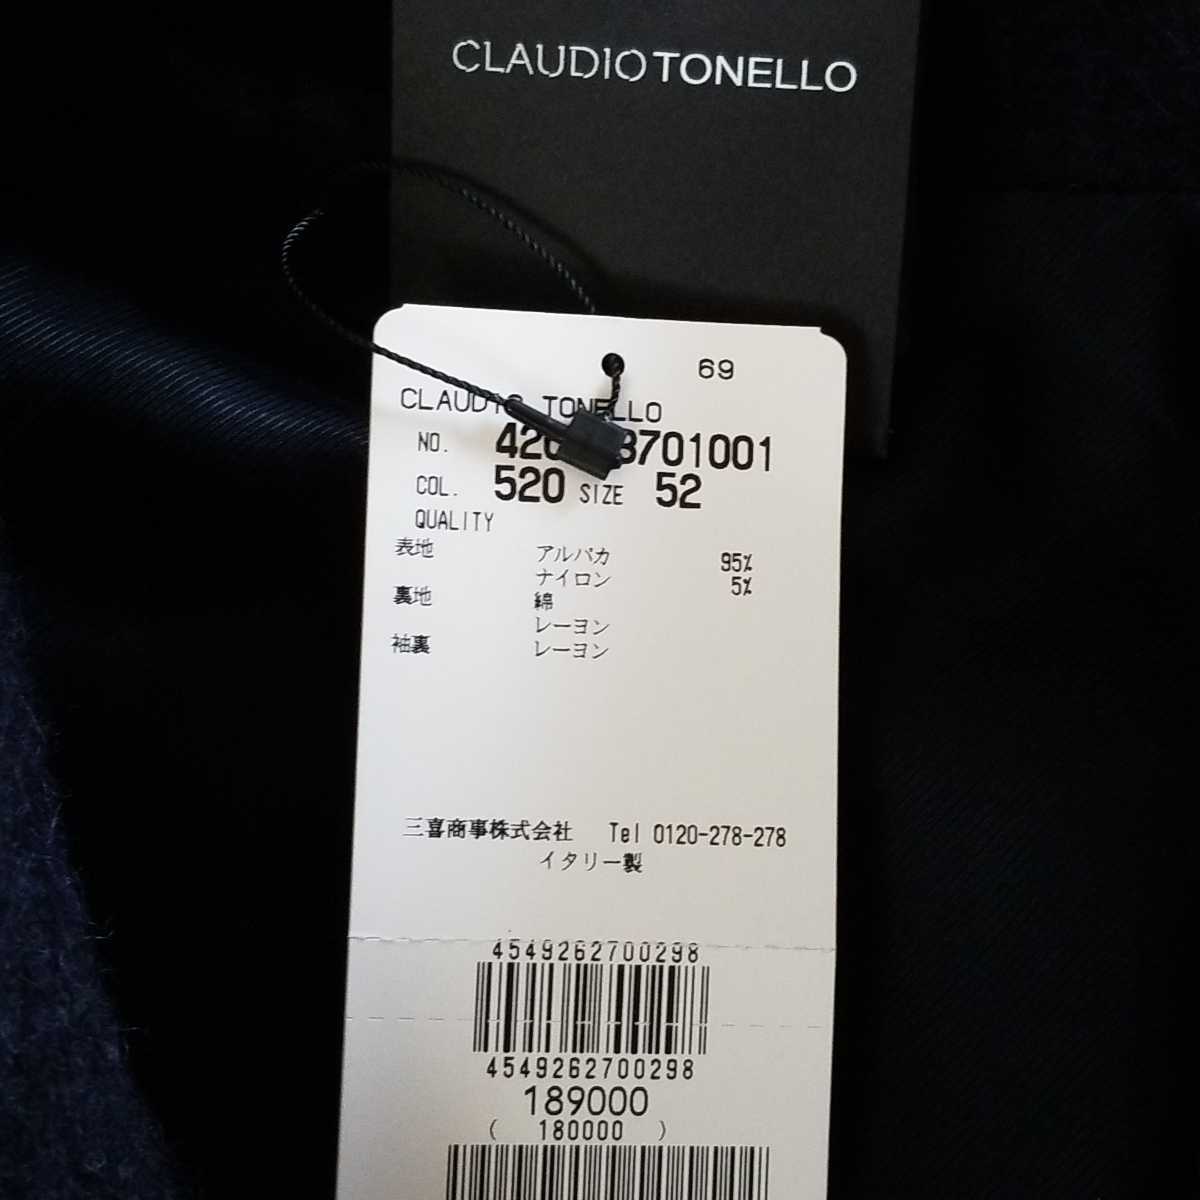 CLAUDIOTONELLO
69
CLAUDIO TONELLO
NO.
COL. 520 SIZE 52
QUALITY
表地 アルパカ 95%
ナイロン 5%
裏地 綿
レーヨン
袖裏 レーヨン
三喜商事株式会社 Tel 0120-278-278
イタリー製
4549262700298
4549262700298
189000
( 180000 )